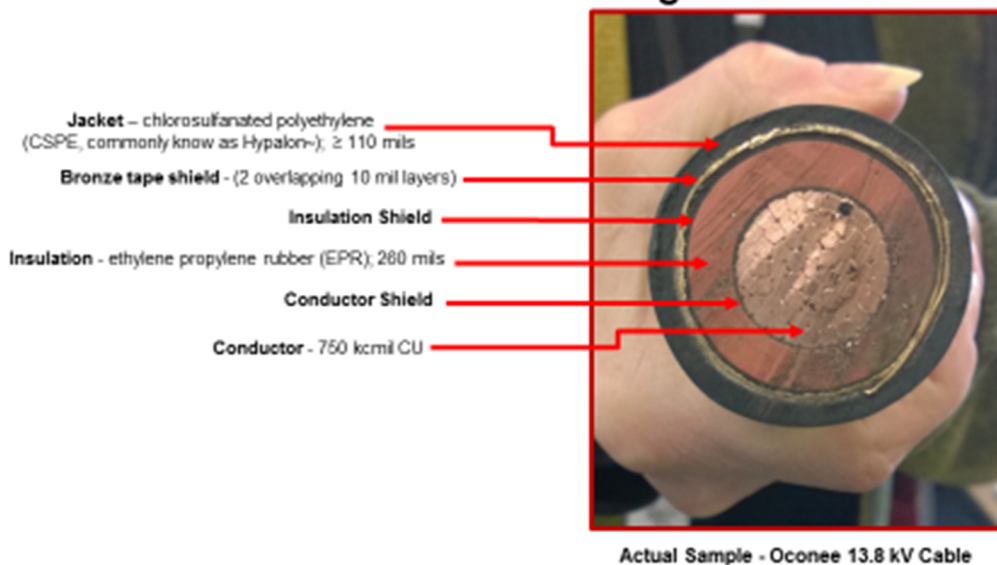 Jacket – chlorosulfanated polyethylene
(CSPE, commonly know as Hypalon~); ≥ 110 mils
Bronze tape shield - (2 overlapping 10 mil layers)
Insulation Shield
Insulation - ethylene propylene rubber (EPR); 260 mils
Conductor Shield
Conductor - 750 kcmil CU
Actual Sample - Oconee 13.8 kV Cable